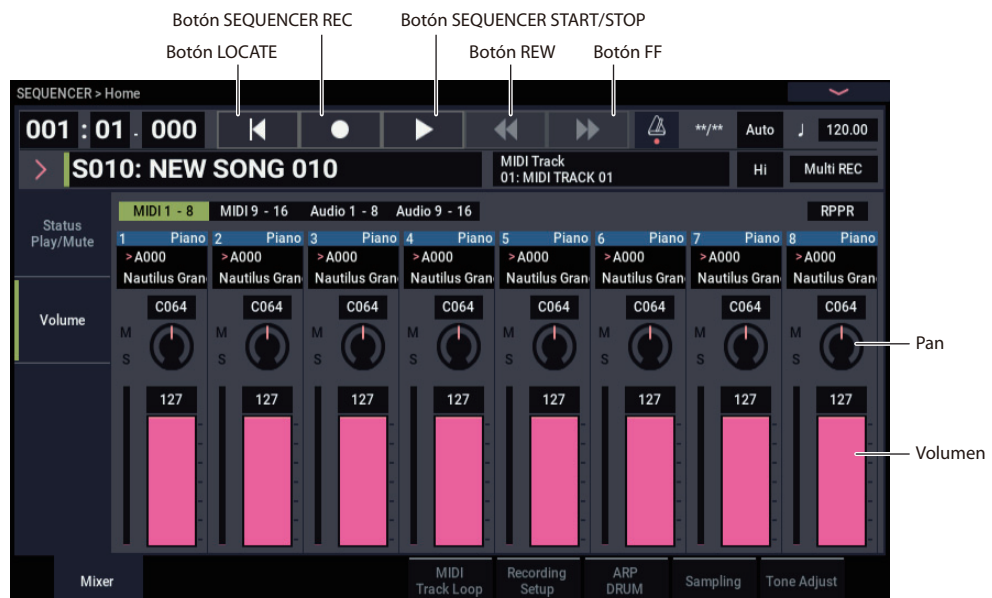 Botón SEQUENCER REC
Botón SEQUENCER START/STOP
Botón LOCATE
Botón REW
Botón FF
SEQUENCER > Home
001 : 01 . 000
**/**
Auto
♩ 120.00
S010: NEW SONG 010
MIDI Track
01: MIDI TRACK 01
Hi
Multi REC
Status
Play/Mute
Volume
MIDI 1 - 8
MIDI 9 - 16
Audio 1 - 8
Audio 9 - 16
RPPR
1 Piano 2 Piano 3 Piano 4 Piano 5 Piano 6 Piano 7 Piano 8 Piano
>A000 >A000 >A000 >A000 >A000 >A000 >A000 >A000
Nautilus Gran Nautilus Gran Nautilus Gran Nautilus Gran Nautilus Gran Nautilus Gran Nautilus Gran Nautilus Gran
C064 C064 C064 C064 C064 C064 C064 C064
M M M M M M M M
S S S S S S S S
Pan
127 127 127 127 127 127 127 127
Volumen
Mixer
MIDI
Track Loop
Recording
Setup
ARP
DRUM
Sampling
Tone Adjust